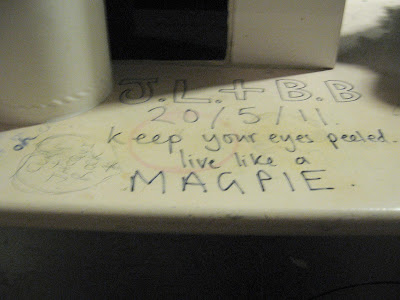 J.L.+B.B
20/5/11.
keep your eyes peeled.
live like a
MAGPIE.